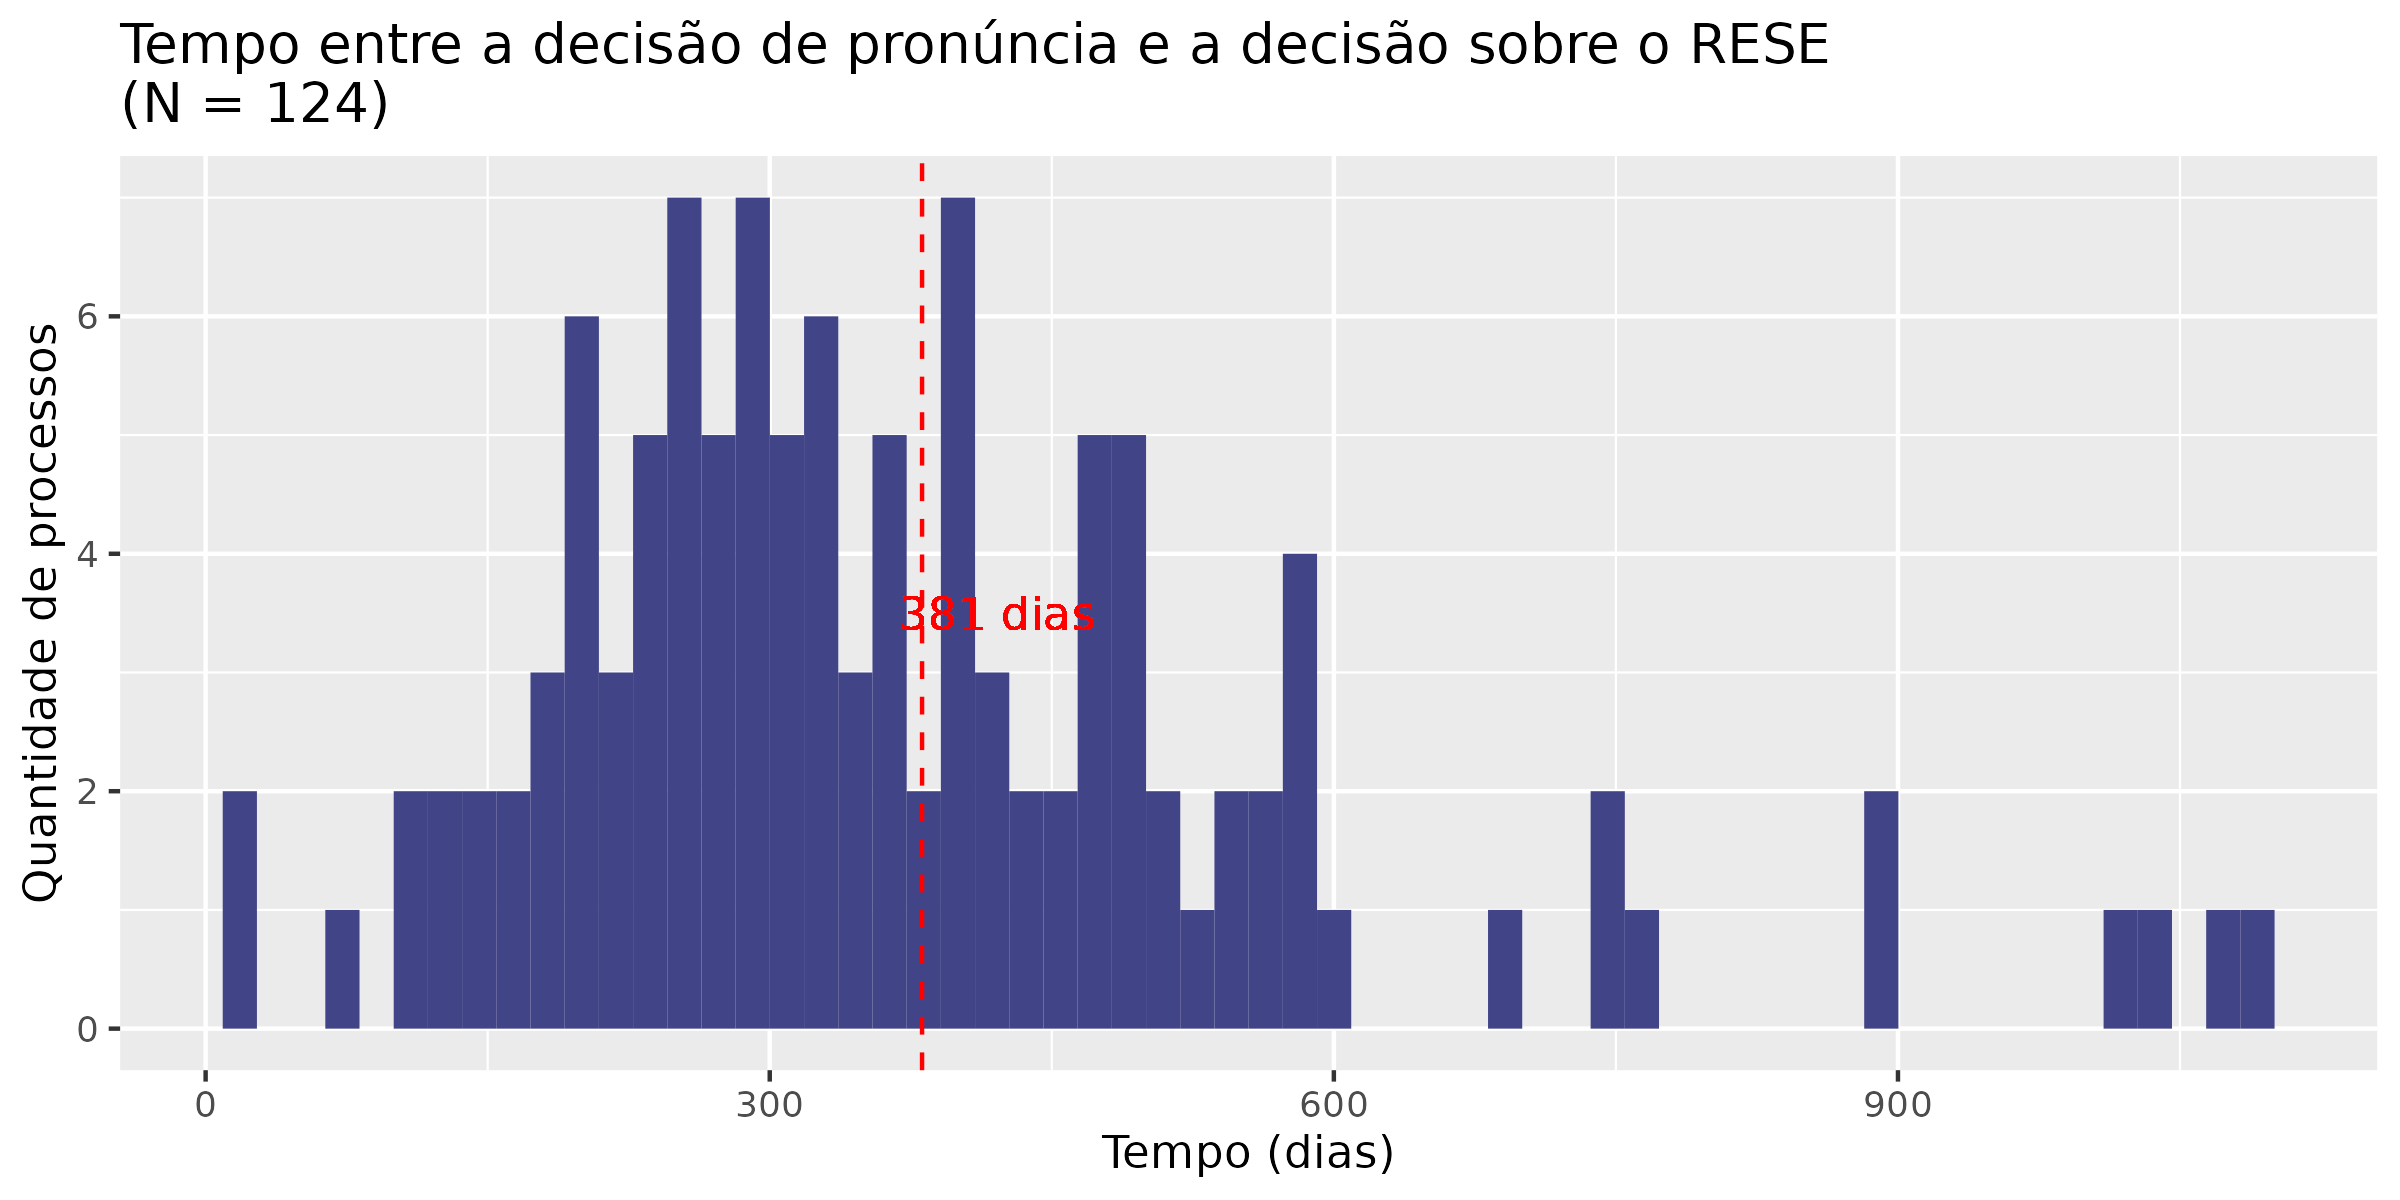 Tempo entre a decisão de pronúncia e a decisão sobre o RESE
(N = 124)
Quantidade de processos
6
4
2
0
381 dias
0 300 600 900
Tempo (dias)